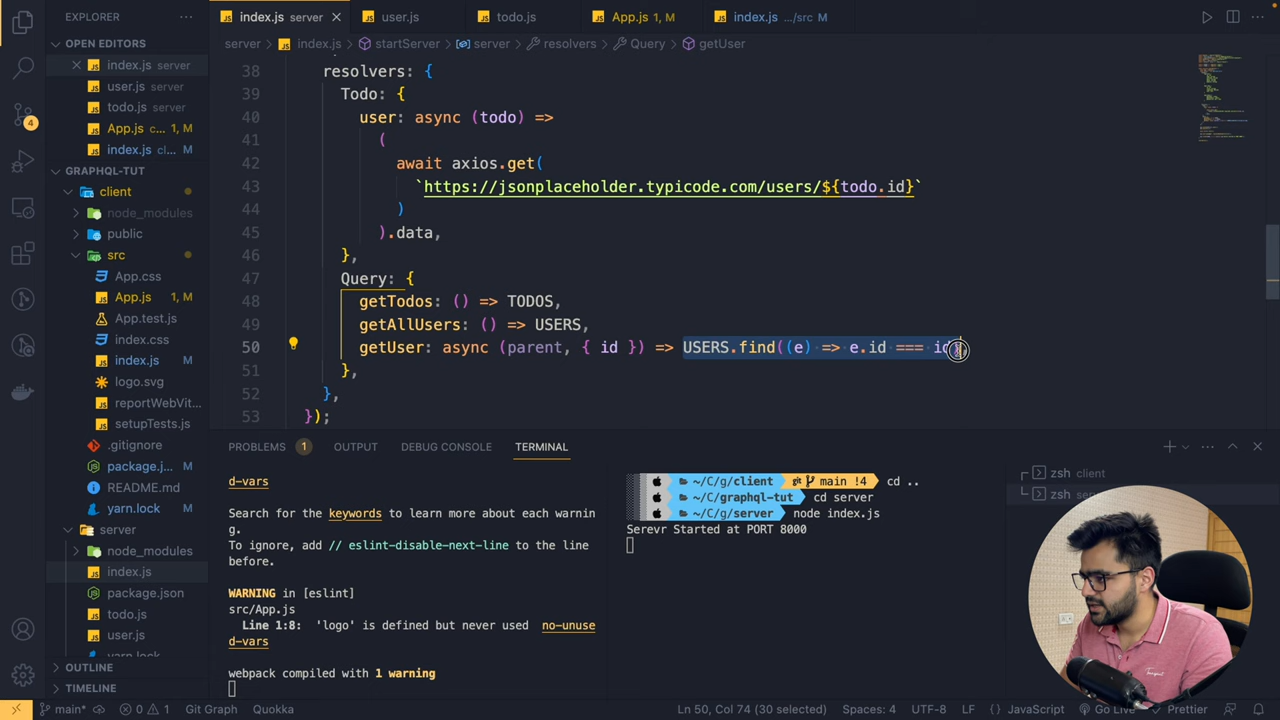 EXPLORER
index.js server
user.js
todo.js
App.js 1, M
index.js .../src M
OPEN EDITORS
index.js server
user.js server
todo.js server
App.js c... 1, M
index.js cl... M
GRAPHQL-TUT
client
node_modules
public
src
App.css
App.js 1, M
App.test.js
index.css
index.js M
logo.svg
reportWebVit...
setupTests.js
.gitignore
package.j... M
README.md
yarn.lock M
server
node_modules
index.js
package.json
todo.js
user.js
yarn.lock
OUTLINE
TIMELINE
4
server > index.js > startServer > server > resolvers > Query > getUser
38 resolvers: {
39 Todo: {
40 user: async (todo) =>
41 (
42 await axios.get(
43 `https://jsonplaceholder.typicode.com/users/${todo.id}`
44 )
45 ).data,
46 },
47 Query: {
48 getTodos: () => TODOS,
49 getAllUsers: () => USERS,
50 getUser: async (parent, { id }) => USERS.find((e) => e.id === id),
51 },
52 },
53 });
PROBLEMS 1 OUTPUT DEBUG CONSOLE TERMINAL
d-vars
Search for the keywords to learn more about each warnin
g.
To ignore, add // eslint-disable-next-line to the line
before.
WARNING in [eslint]
src/App.js
Line 1:8: 'logo' is defined but never used no-unuse
d-vars
webpack compiled with 1 warning
~/C/g/client main !4 cd ..
~/C/graphql-tut cd server
~/C/g/server node index.js
Serevr Started at PORT 8000
zsh client
zsh se
main* 0 1 Git Graph Quokka Ln 50, Col 74 (30 selected) Spaces: 4 UTF-8 LF {} JavaScript Go Live Prettier